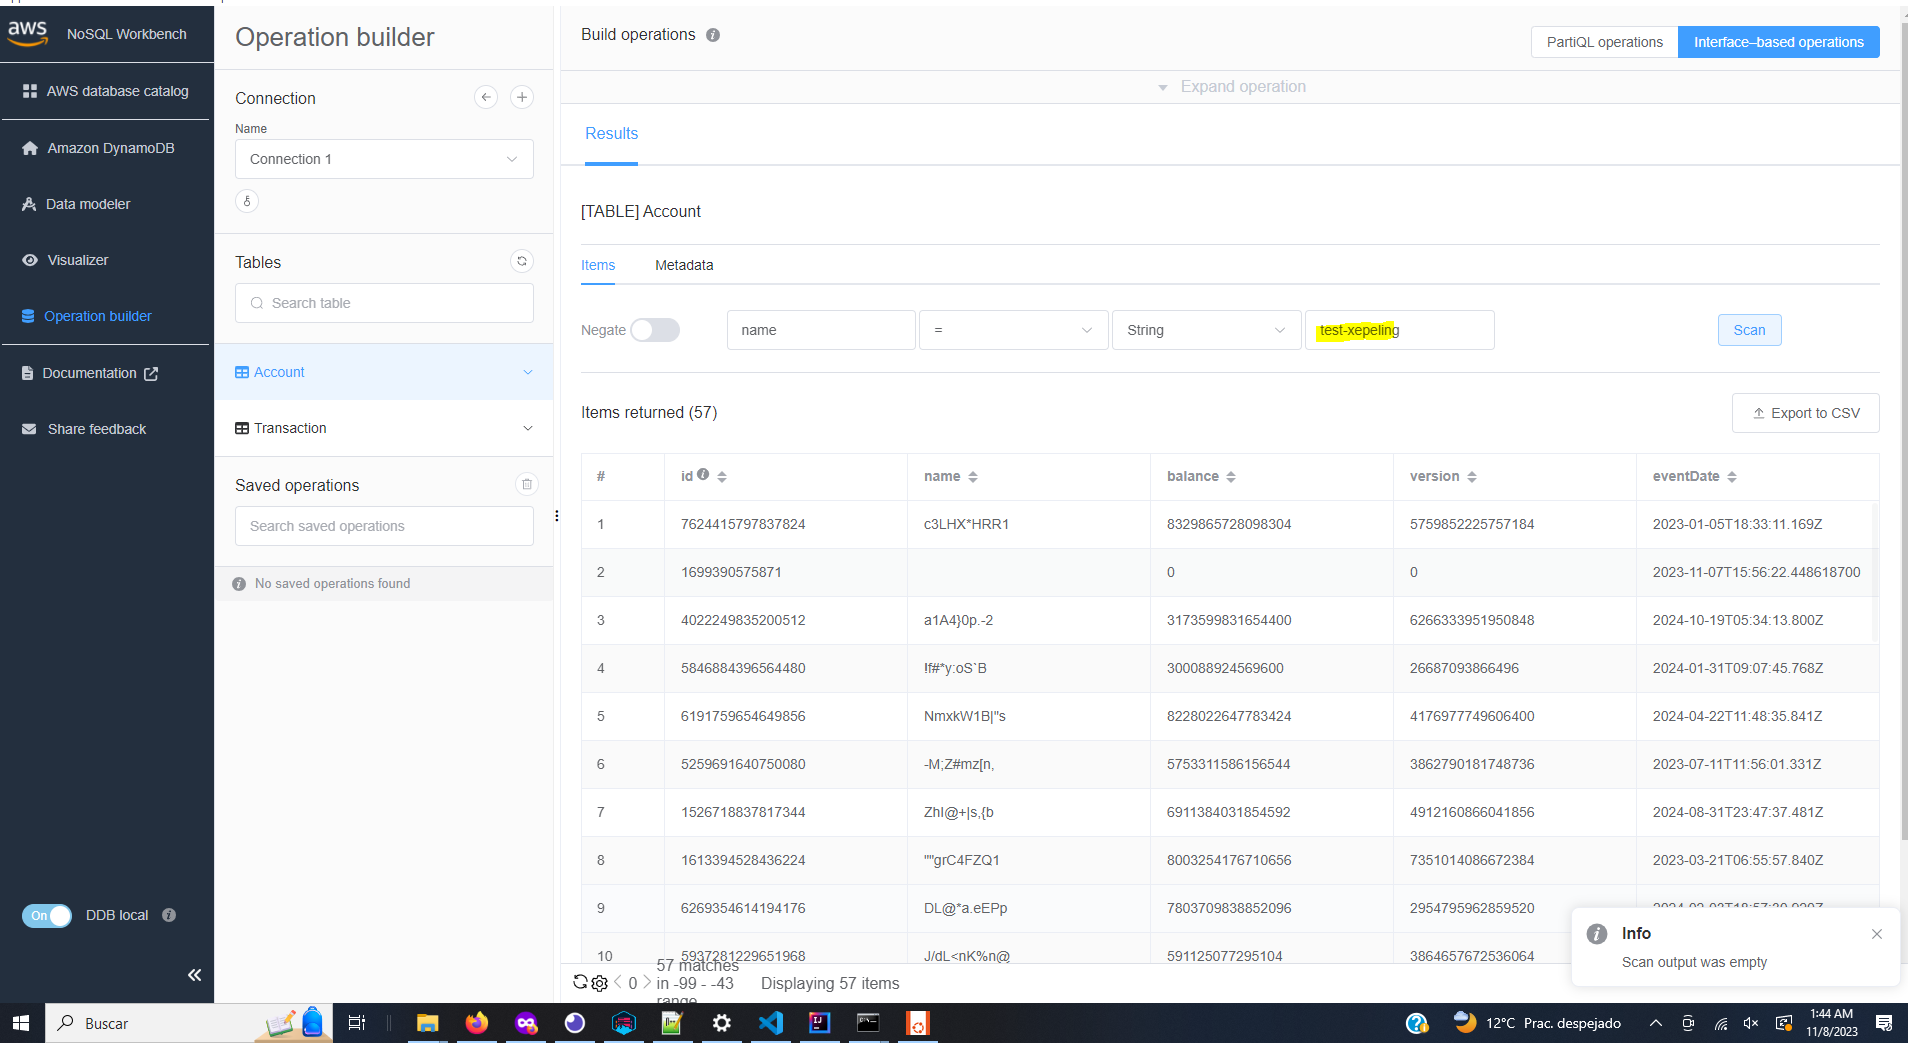 aws
NoSQL Workbench
AWS database catalog
Amazon DynamoDB
Data modeler
Visualizer
Operation builder
Documentation
Share feedback
On
DDB local
Operation builder
Connection
Name
Connection 1
Tables
Search table
Account
Transaction
Saved operations
Search saved operations
No saved operations found
Build operations
PartiQL operations
Interface–based operations
Expand operation
Results
[TABLE] Account
Items Metadata
Negate name = String test-xepeling Scan
Items returned (57)
Export to CSV
# id name balance version eventDate
1 7624415797837824 c3LHX*HRR1 8329865728098304 5759852225757184 2023-01-05T18:33:11.169Z
2 1699390575871 0 0 2023-11-07T15:56:22.448618700
3 4022249835200512 a1A4}0p.-2 3173599831654400 6266333951950848 2024-10-19T05:34:13.800Z
4 5846884396564480 !f#*y:oS`B 300088924569600 26687093866496 2024-01-31T09:07:45.768Z
5 6191759654649856 NmxkW1B|"s 8228022647783424 4176977749606400 2024-04-22T11:48:35.841Z
6 5259691640750080 -M;Z#mz[n, 5753311586156544 3862790181748736 2023-07-11T11:56:01.331Z
7 1526718837817344 ZhI@+|s,{b 6911384031854592 4912160866041856 2024-08-31T23:47:37.481Z
8 1613394528436224 ""grC4FZQ1 8003254176710656 7351014086672384 2023-03-21T06:55:57.840Z
9 6269354614194176 DL@*a.eEPp 7803709838852096 2954795962859520
10 5937281229651968 J/dL<nK%n@ 591125077295104 3864657672536064
0
57 matches
in -99 - -43
range
Displaying 57 items
Info
Scan output was empty
Buscar
12°C Prac. despejado
1:44 AM
11/8/2023